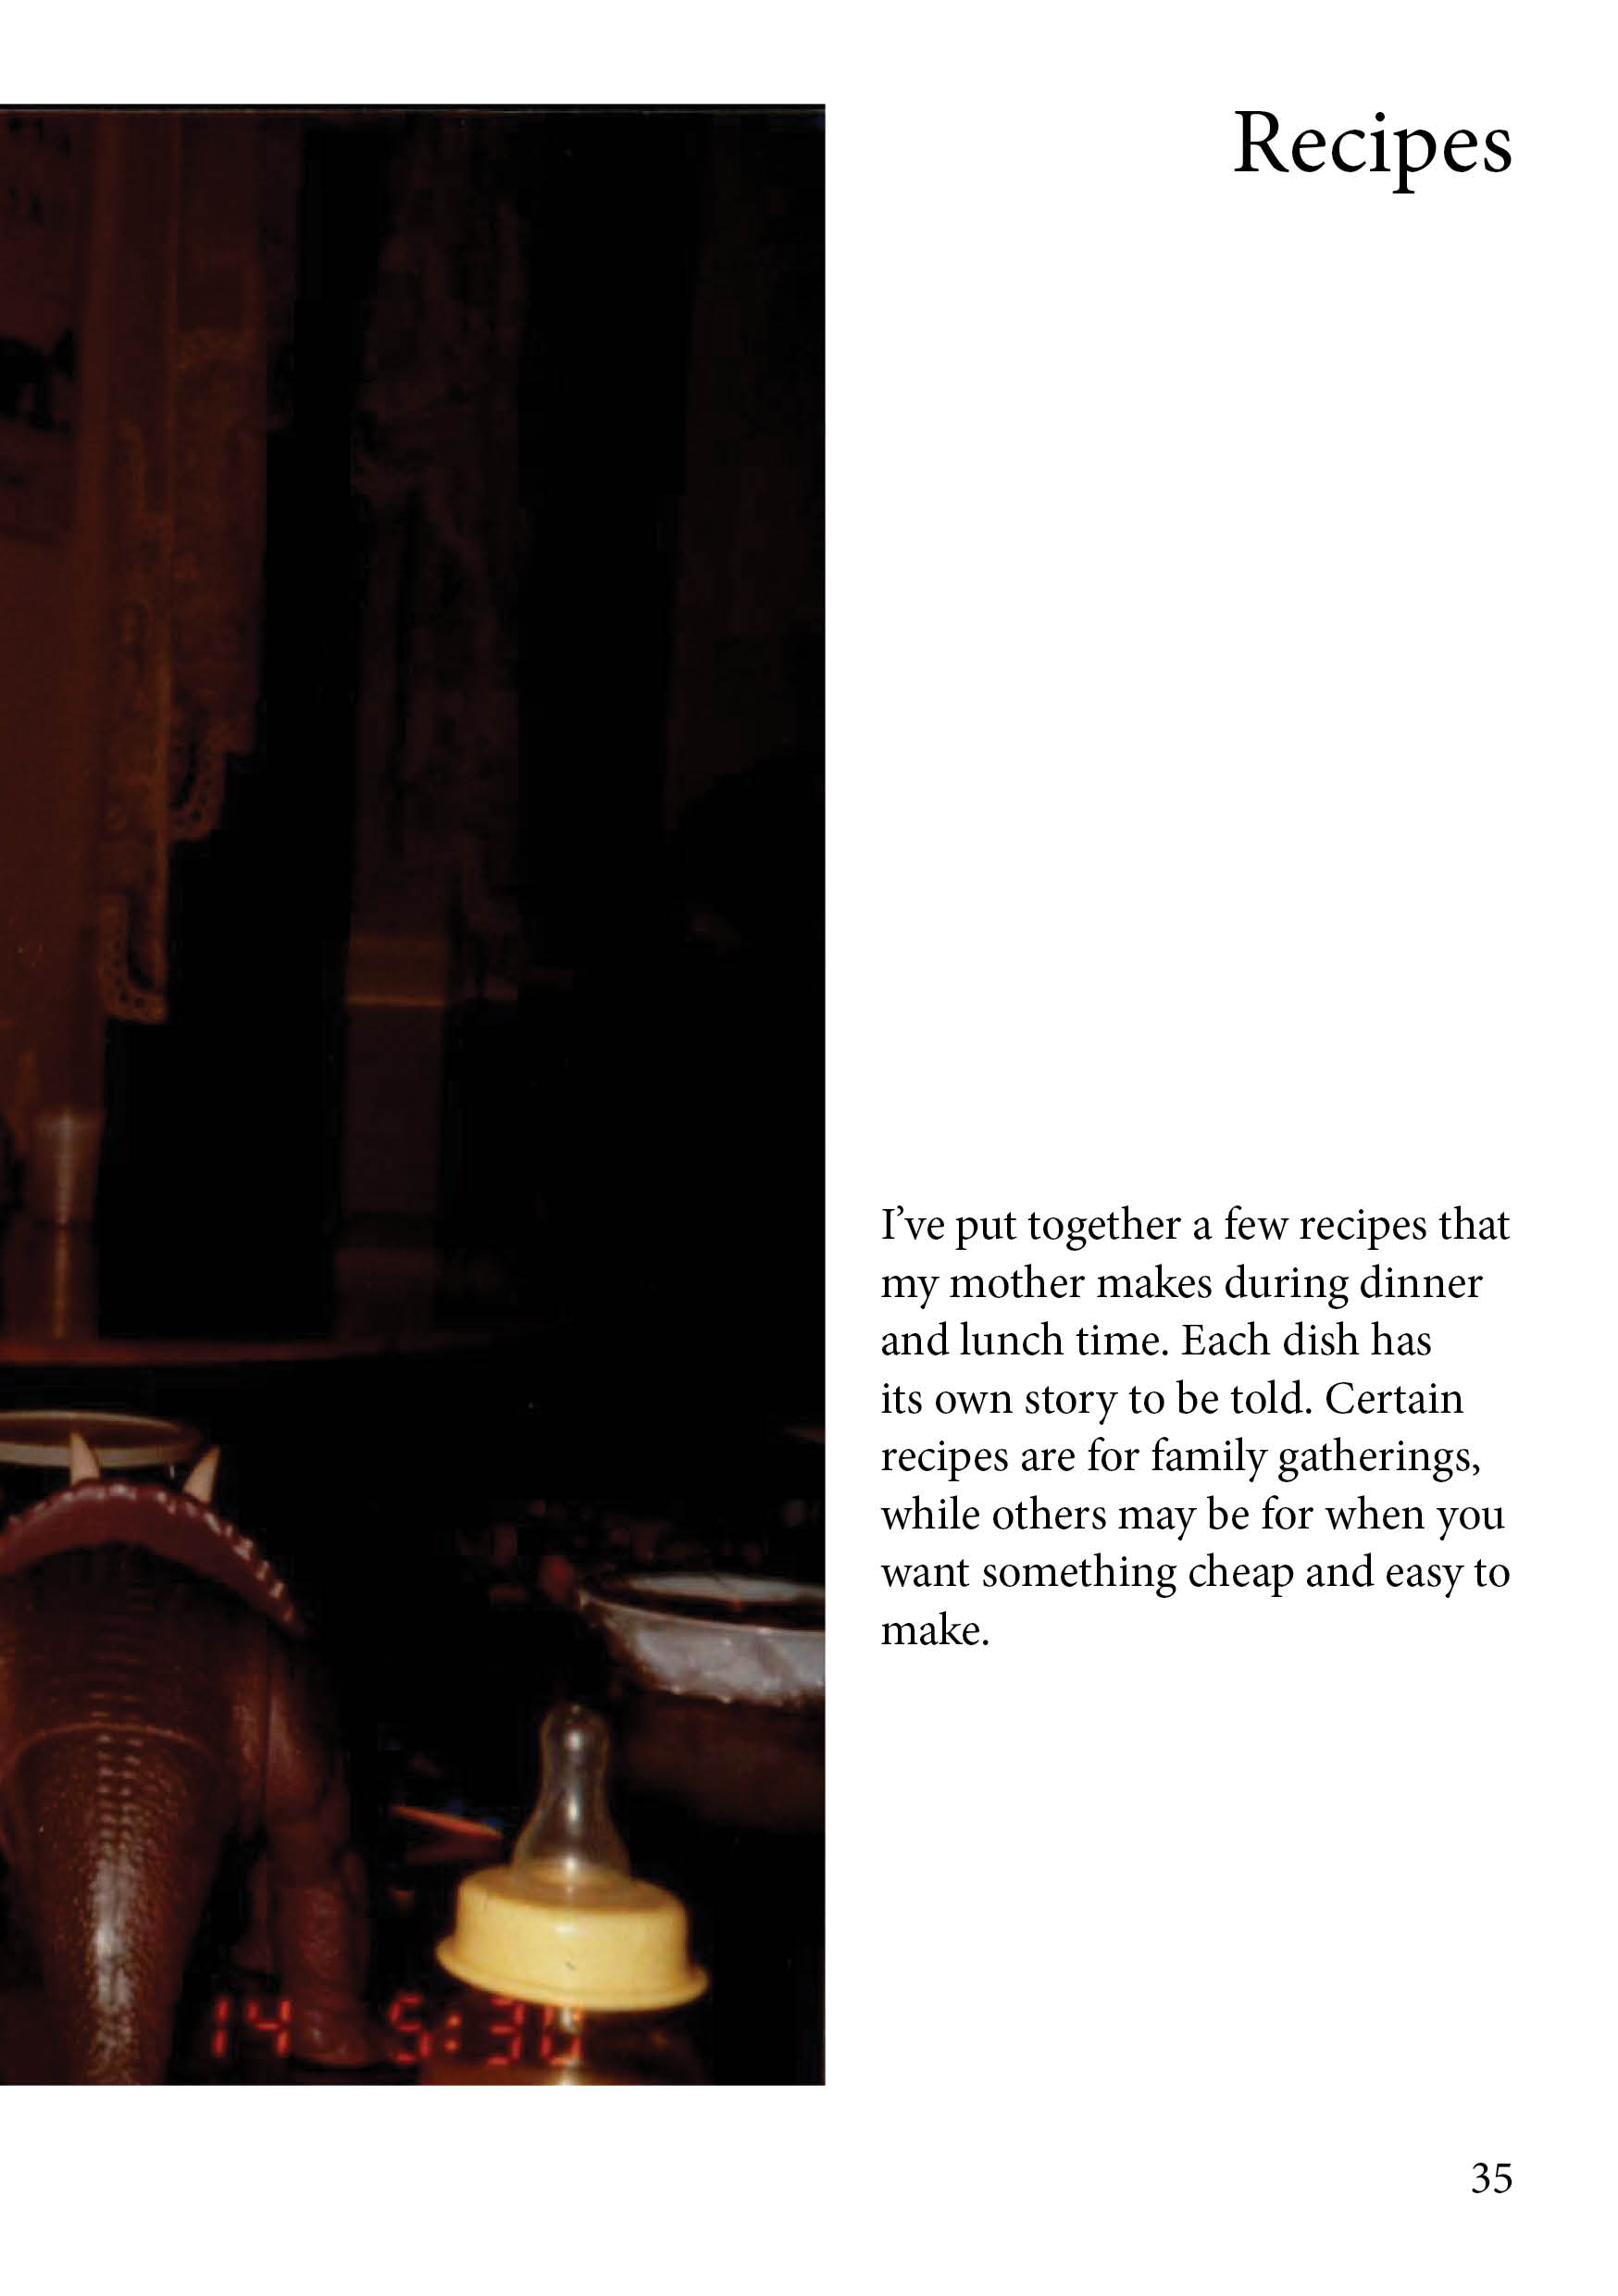 Recipes
I’ve put together a few recipes that
my mother makes during dinner
and lunch time. Each dish has
its own story to be told. Certain
recipes are for family gatherings,
while others may be for when you
want something cheap and easy to
make.
14 5:30
35